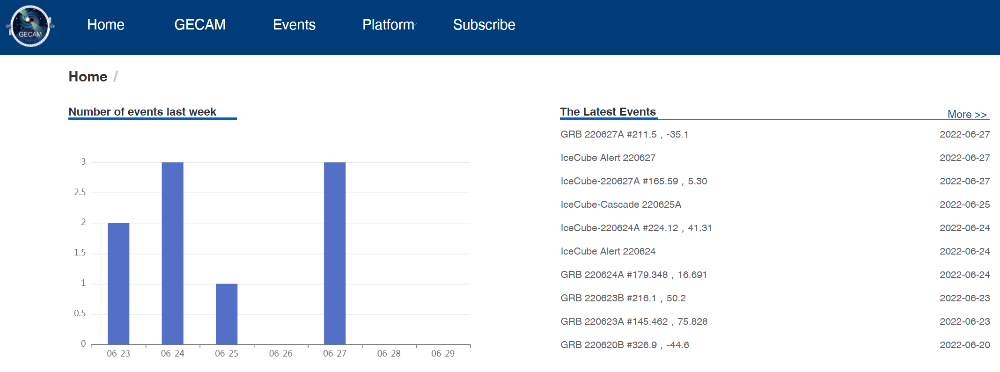 GECAM
Home GECAM Events Platform Subscribe
Home /
Number of events last week
3
2.5
2
1.5
1
0.5
0
06-23 06-24 06-25 06-26 06-27 06-28 06-29
The Latest Events More >>
GRB 220627A #211.5 , -35.1 2022-06-27
IceCube Alert 220627 2022-06-27
IceCube-220627A #165.59 , 5.30 2022-06-27
IceCube-Cascade 220625A 2022-06-25
IceCube-220624A #224.12 , 41.31 2022-06-24
IceCube Alert 220624 2022-06-24
GRB 220624A #179.348 , 16.691 2022-06-24
GRB 220623B #216.1 , 50.2 2022-06-23
GRB 220623A #145.462 , 75.828 2022-06-23
GRB 220620B #326.9 , -44.6 2022-06-20